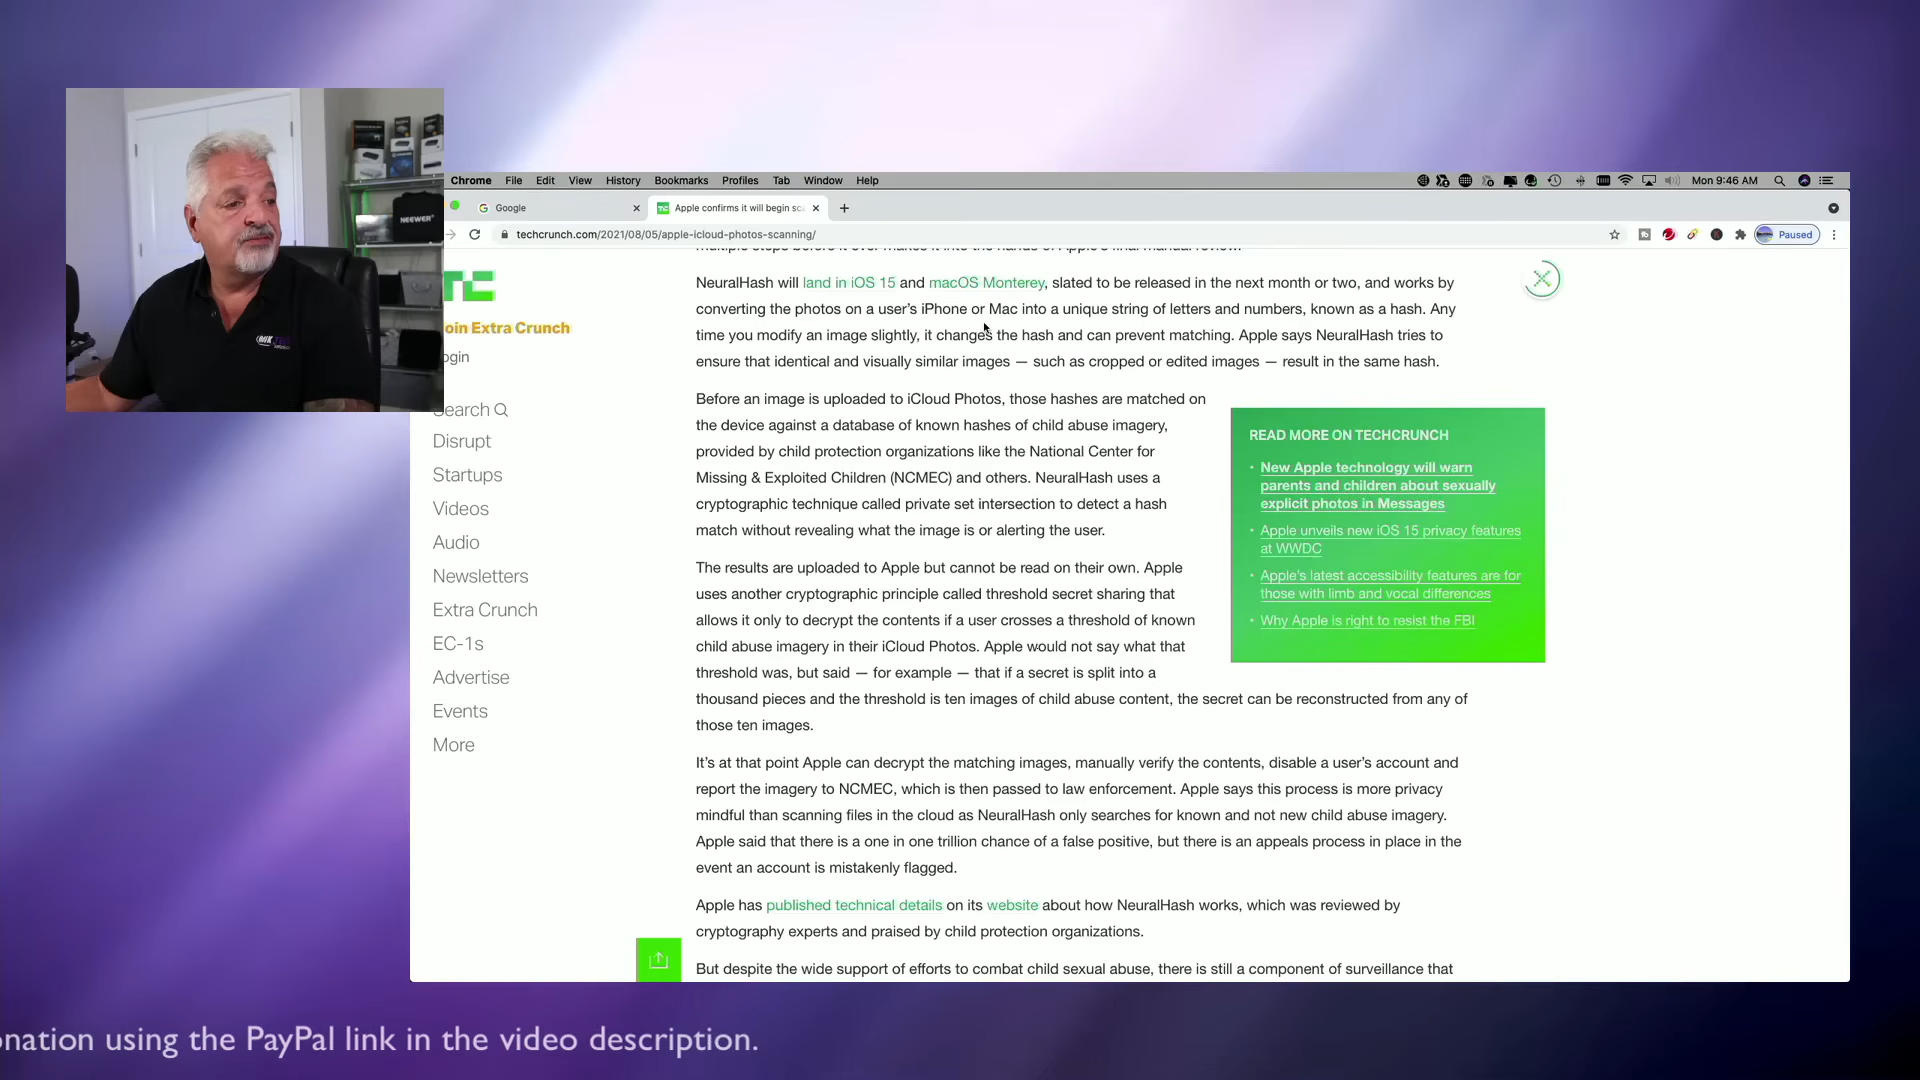 Chrome File Edit View History Bookmarks Profiles Tab Window Help
Mon 9:46 AM
Google
Apple confirms it will begin sc
techcrunch.com/2021/08/05/apple-icloud-photos-scanning/
Paused
NEEWER
TC
oin Extra Crunch
ogin
Search
Disrupt
Startups
Videos
Audio
Newsletters
Extra Crunch
EC-1s
Advertise
Events
More
NeuralHash will land in iOS 15 and macOS Monterey, slated to be released in the next month or two, and works by
converting the photos on a user's iPhone or Mac into a unique string of letters and numbers, known as a hash. Any
time you modify an image slightly, it changes the hash and can prevent matching. Apple says NeuralHash tries to
ensure that identical and visually similar images — such as cropped or edited images — result in the same hash.
Before an image is uploaded to iCloud Photos, those hashes are matched on
the device against a database of known hashes of child abuse imagery,
provided by child protection organizations like the National Center for
Missing & Exploited Children (NCMEC) and others. NeuralHash uses a
cryptographic technique called private set intersection to detect a hash
match without revealing what the image is or alerting the user.
The results are uploaded to Apple but cannot be read on their own. Apple
uses another cryptographic principle called threshold secret sharing that
allows it only to decrypt the contents if a user crosses a threshold of known
child abuse imagery in their iCloud Photos. Apple would not say what that
threshold was, but said — for example — that if a secret is split into a
thousand pieces and the threshold is ten images of child abuse content, the secret can be reconstructed from any of
those ten images.
It's at that point Apple can decrypt the matching images, manually verify the contents, disable a user's account and
report the imagery to NCMEC, which is then passed to law enforcement. Apple says this process is more privacy
mindful than scanning files in the cloud as NeuralHash only searches for known and not new child abuse imagery.
Apple said that there is a one in one trillion chance of a false positive, but there is an appeals process in place in the
event an account is mistakenly flagged.
Apple has published technical details on its website about how NeuralHash works, which was reviewed by
cryptography experts and praised by child protection organizations.
But despite the wide support of efforts to combat child sexual abuse, there is still a component of surveillance that
READ MORE ON TECHCRUNCH
• New Apple technology will warn
parents and children about sexually
explicit photos in Messages
• Apple unveils new iOS 15 privacy features
at WWDC
• Apple's latest accessibility features are for
those with limb and vocal differences
• Why Apple is right to resist the FBI
onation using the PayPal link in the video description.